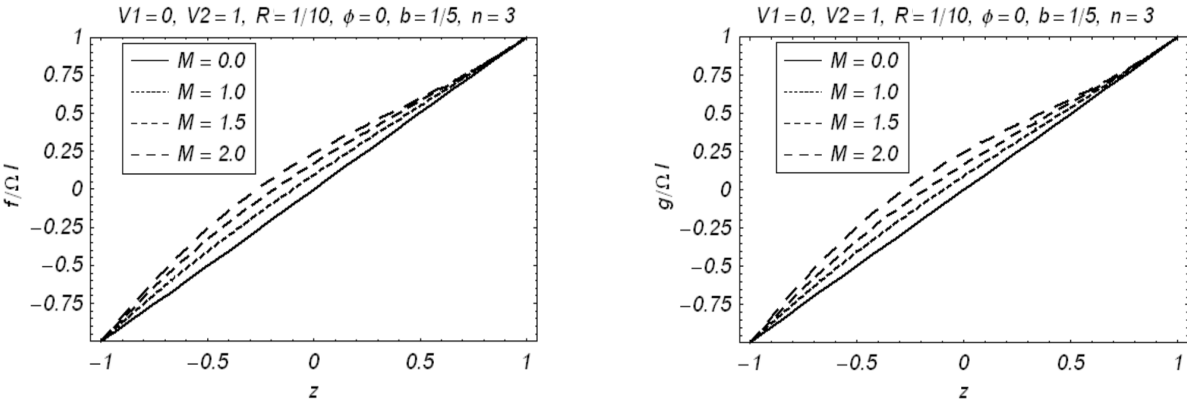 V1=0, V2=1, R=1/10, ϕ=0, b=1/5, n=3
1
0.75
0.5
0.25
0
−0.25
−0.5
−0.75
f/Ω l
M = 0.0
M = 1.0
M = 1.5
M = 2.0
−1 −0.5 0 0.5 1
z
V1=0, V2=1, R=1/10, ϕ=0, b=1/5, n=3
1
0.75
0.5
0.25
0
−0.25
−0.5
−0.75
g/Ω l
M = 0.0
M = 1.0
M = 1.5
M = 2.0
−1 −0.5 0 0.5 1
z